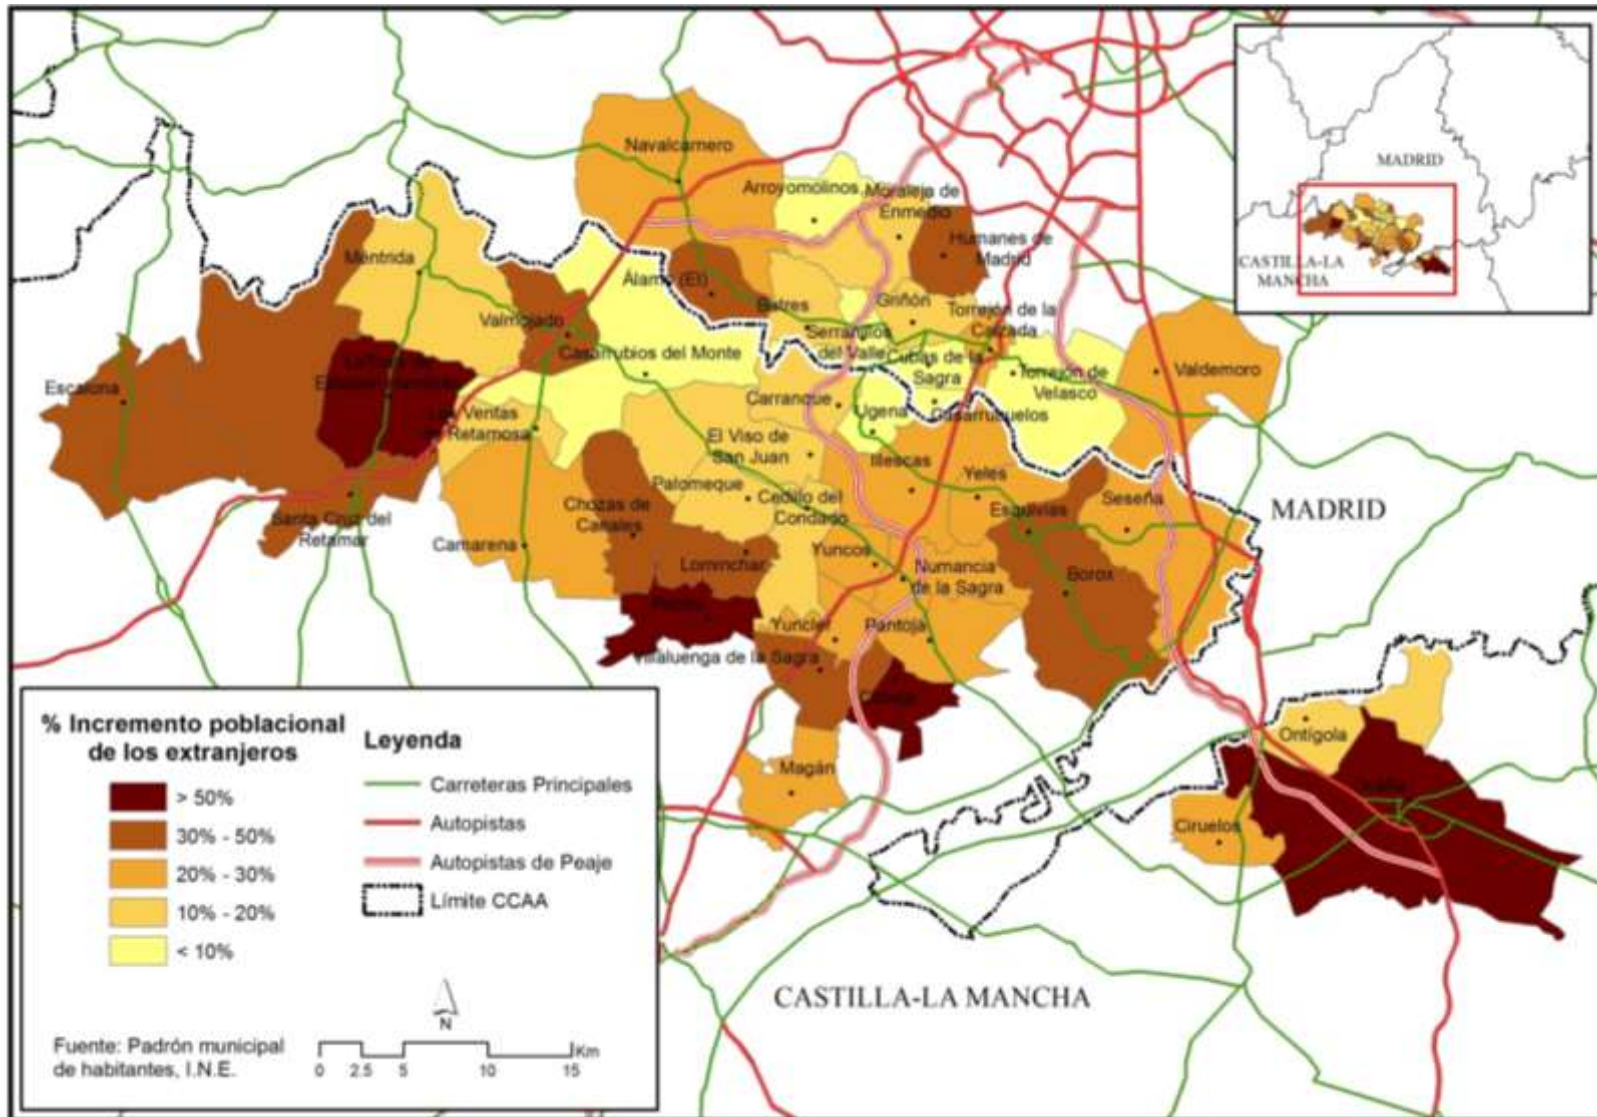 Navalcarnero
Arroyomolinos
Moraleja de
Enmedio
Humanes de
Madrid
MADRID
CASTILLA-LA
MANCHA
Méntrida
Álamo (El)
Batres
Griñón
Torrejón de la
Calzada
Serranillos
del Valle
Cubas de la
Sagra
Valmojado
Casarrubios del Monte
Torrejón de
Velasco
Valdemoro
Escalona
Carranque
Ugena
Casarrubuelos
Las Ventas
de Retamosa
El Viso de
San Juan
Illescas
Yeles
Palomeque
Cedillo del
Condado
Esquivias
Seseña
MADRID
Chozas de
Canales
Santa Cruz del
Retamar
Camarena
Lominchar
Yuncos
Numancia
de la Sagra
Borox
Yuncler
Pantoja
Villaluenga de la Sagra
Magán
Ontígola
Ciruelos
CASTILLA-LA MANCHA
% Incremento poblacional
de los extranjeros
> 50%
30% - 50%
20% - 30%
10% - 20%
< 10%
Leyenda
Carreteras Principales
Autopistas
Autopistas de Peaje
Límite CCAA
N
Fuente: Padrón municipal
de habitantes, I.N.E.
0 2.5 5 10 15 Km